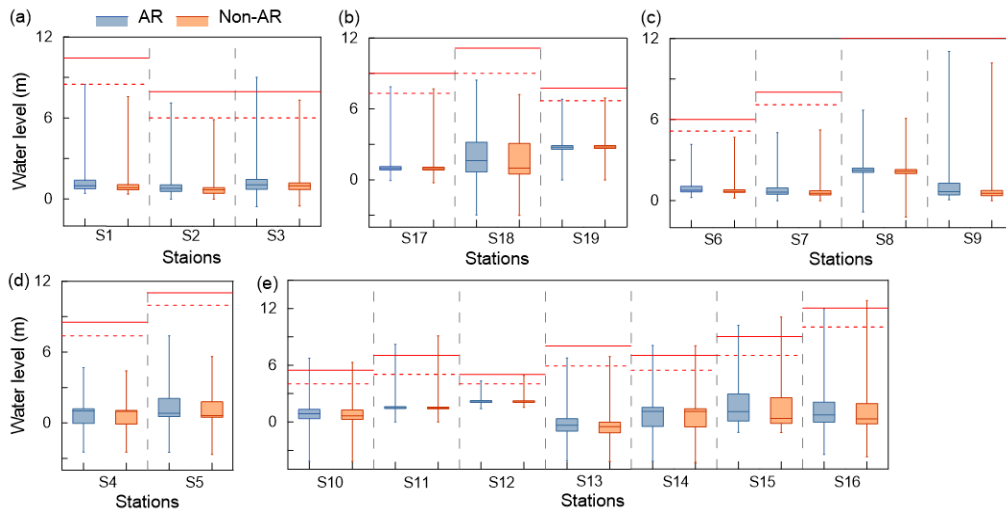 (a) AR Non-AR
12
6
0
Water level (m)
S1 S2 S3
Staions
(b)
12
6
0
S17 S18 S19
Stations
(c)
12
6
0
S6 S7 S8 S9
Stations
(d)
12
6
0
Water level (m)
S4 S5
Stations
(e)
12
6
0
S10 S11 S12 S13 S14 S15 S16
Stations